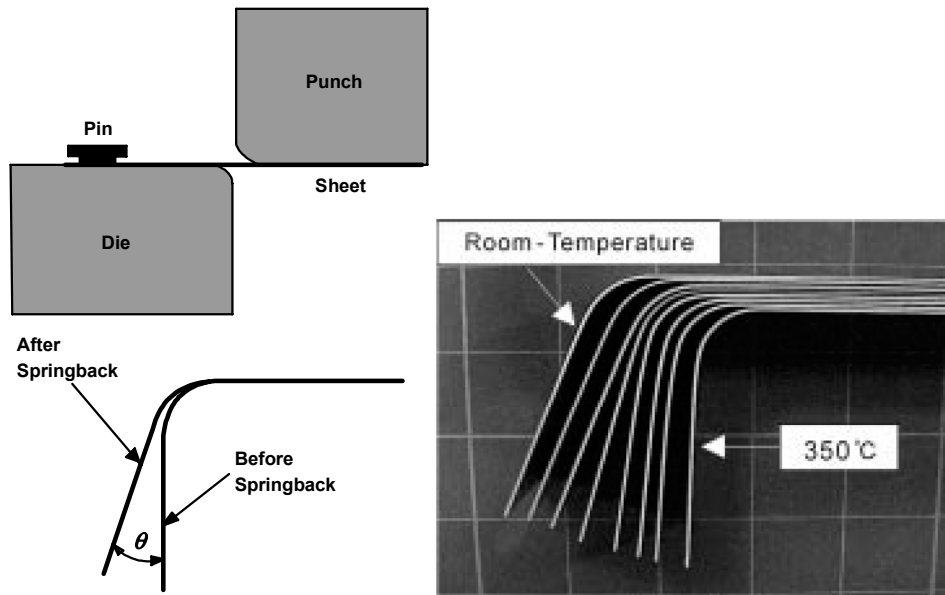 Punch
Pin
Sheet
Die
Room-Temperature
After
Springback
Before
Springback
350℃
θ